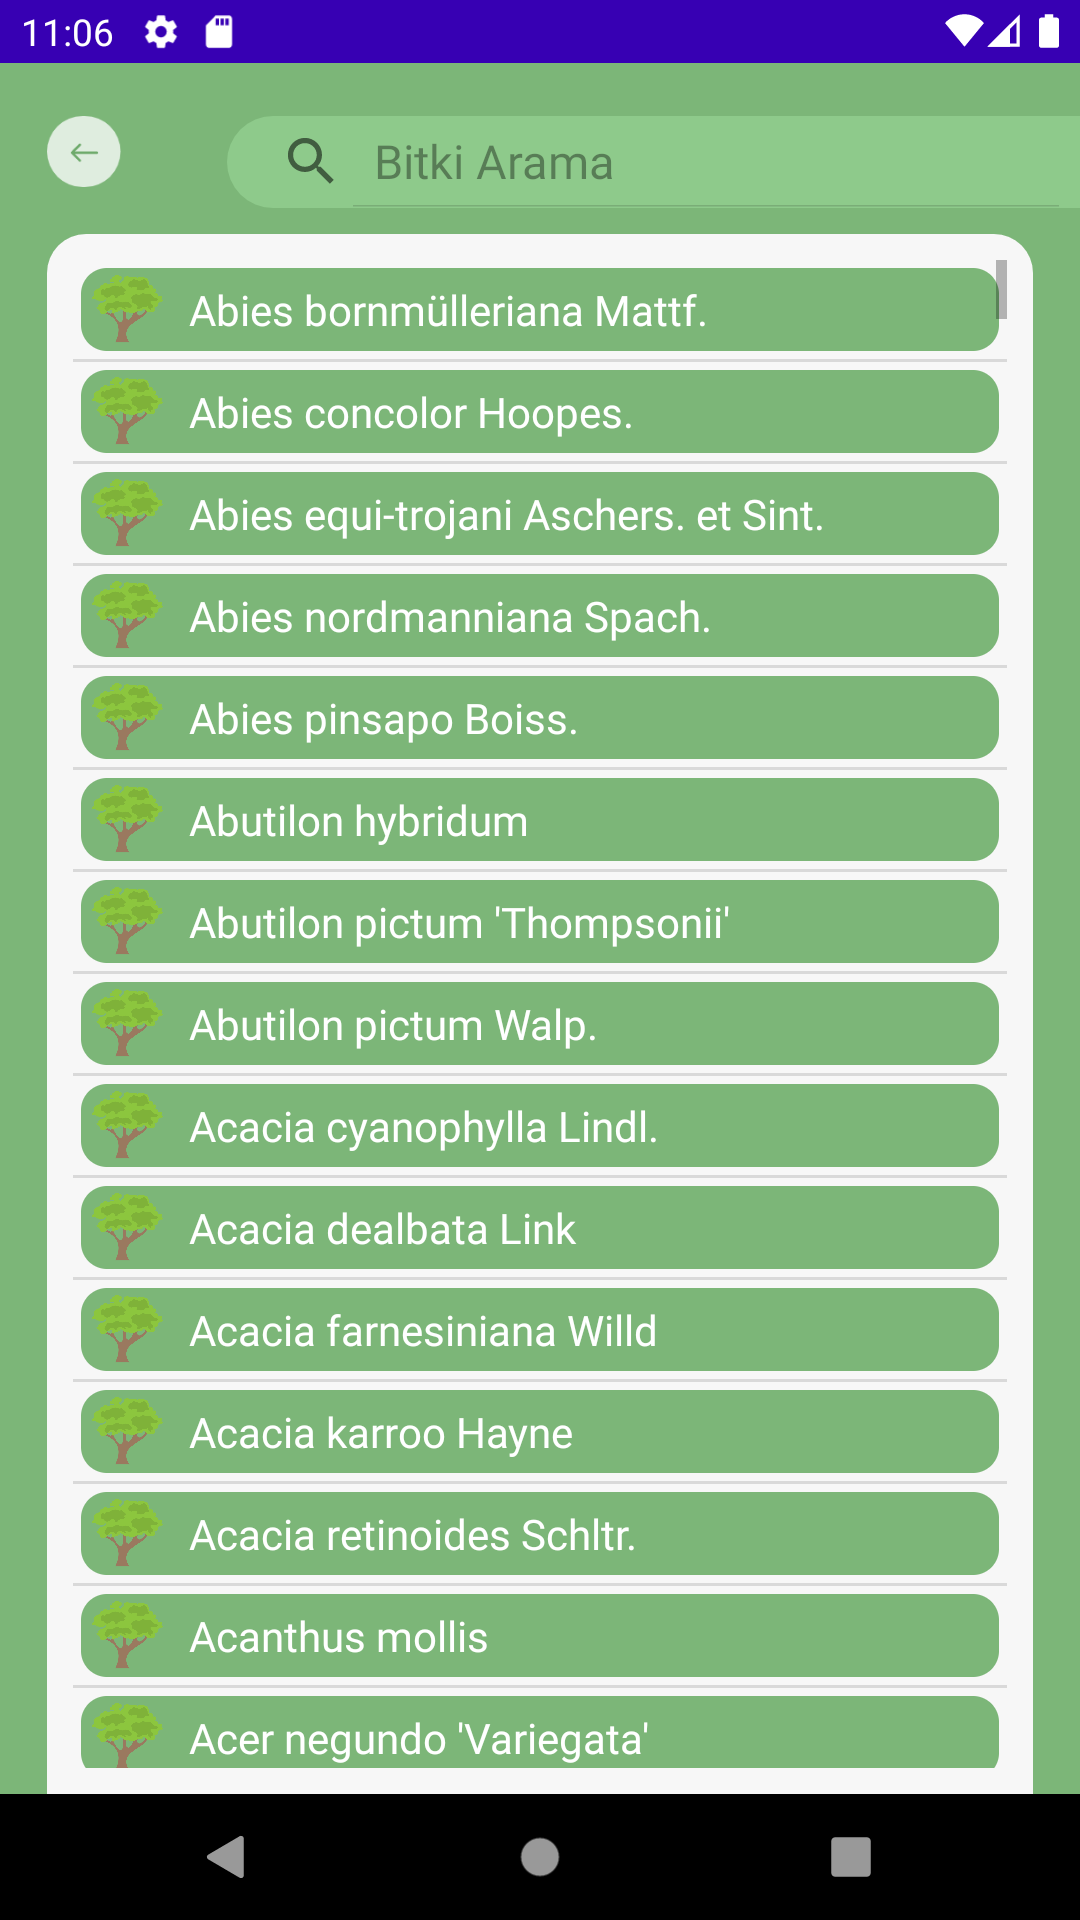 11:06
Bitki Arama
Abies bornmülleriana Mattf.
Abies concolor Hoopes.
Abies equi-trojani Aschers. et Sint.
Abies nordmanniana Spach.
Abies pinsapo Boiss.
Abutilon hybridum
Abutilon pictum 'Thompsonii'
Abutilon pictum Walp.
Acacia cyanophylla Lindl.
Acacia dealbata Link
Acacia farnesiniana Willd
Acacia karroo Hayne
Acacia retinoides Schltr.
Acanthus mollis
Acer negundo 'Variegata'